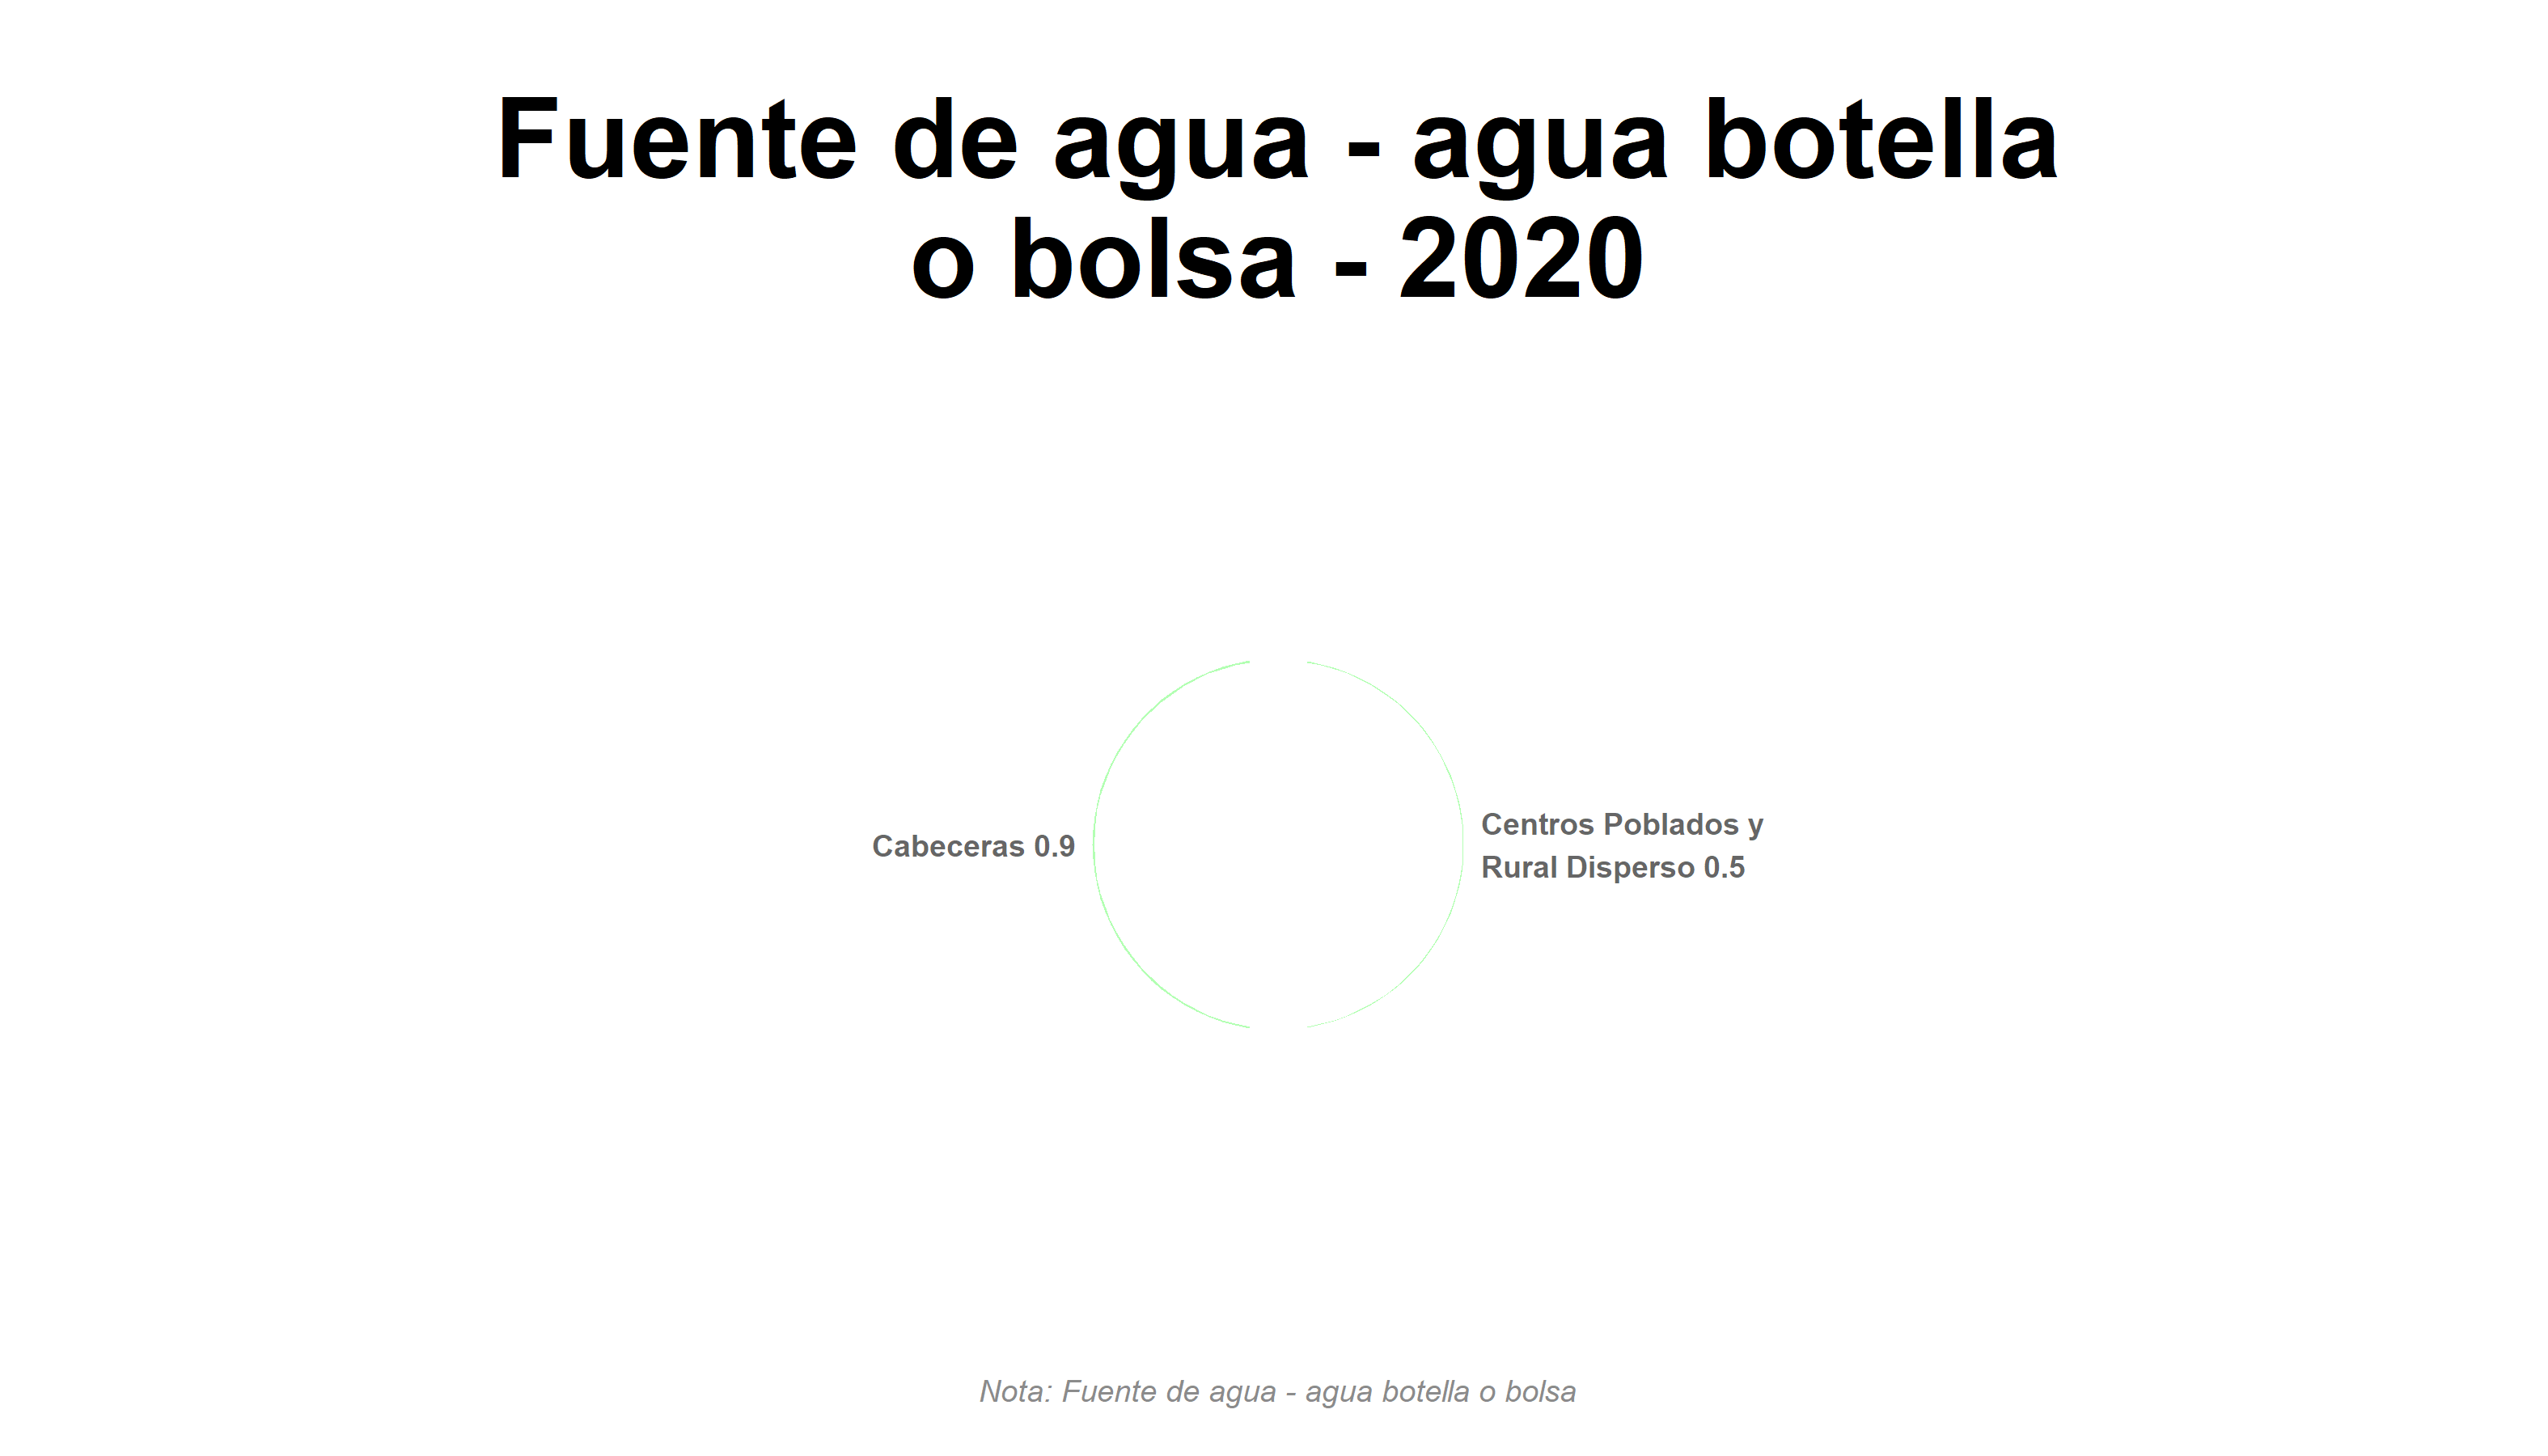 Fuente de agua - agua botella
o bolsa - 2020
Cabeceras 0.9
Centros Poblados y
Rural Disperso 0.5
Nota: Fuente de agua - agua botella o bolsa